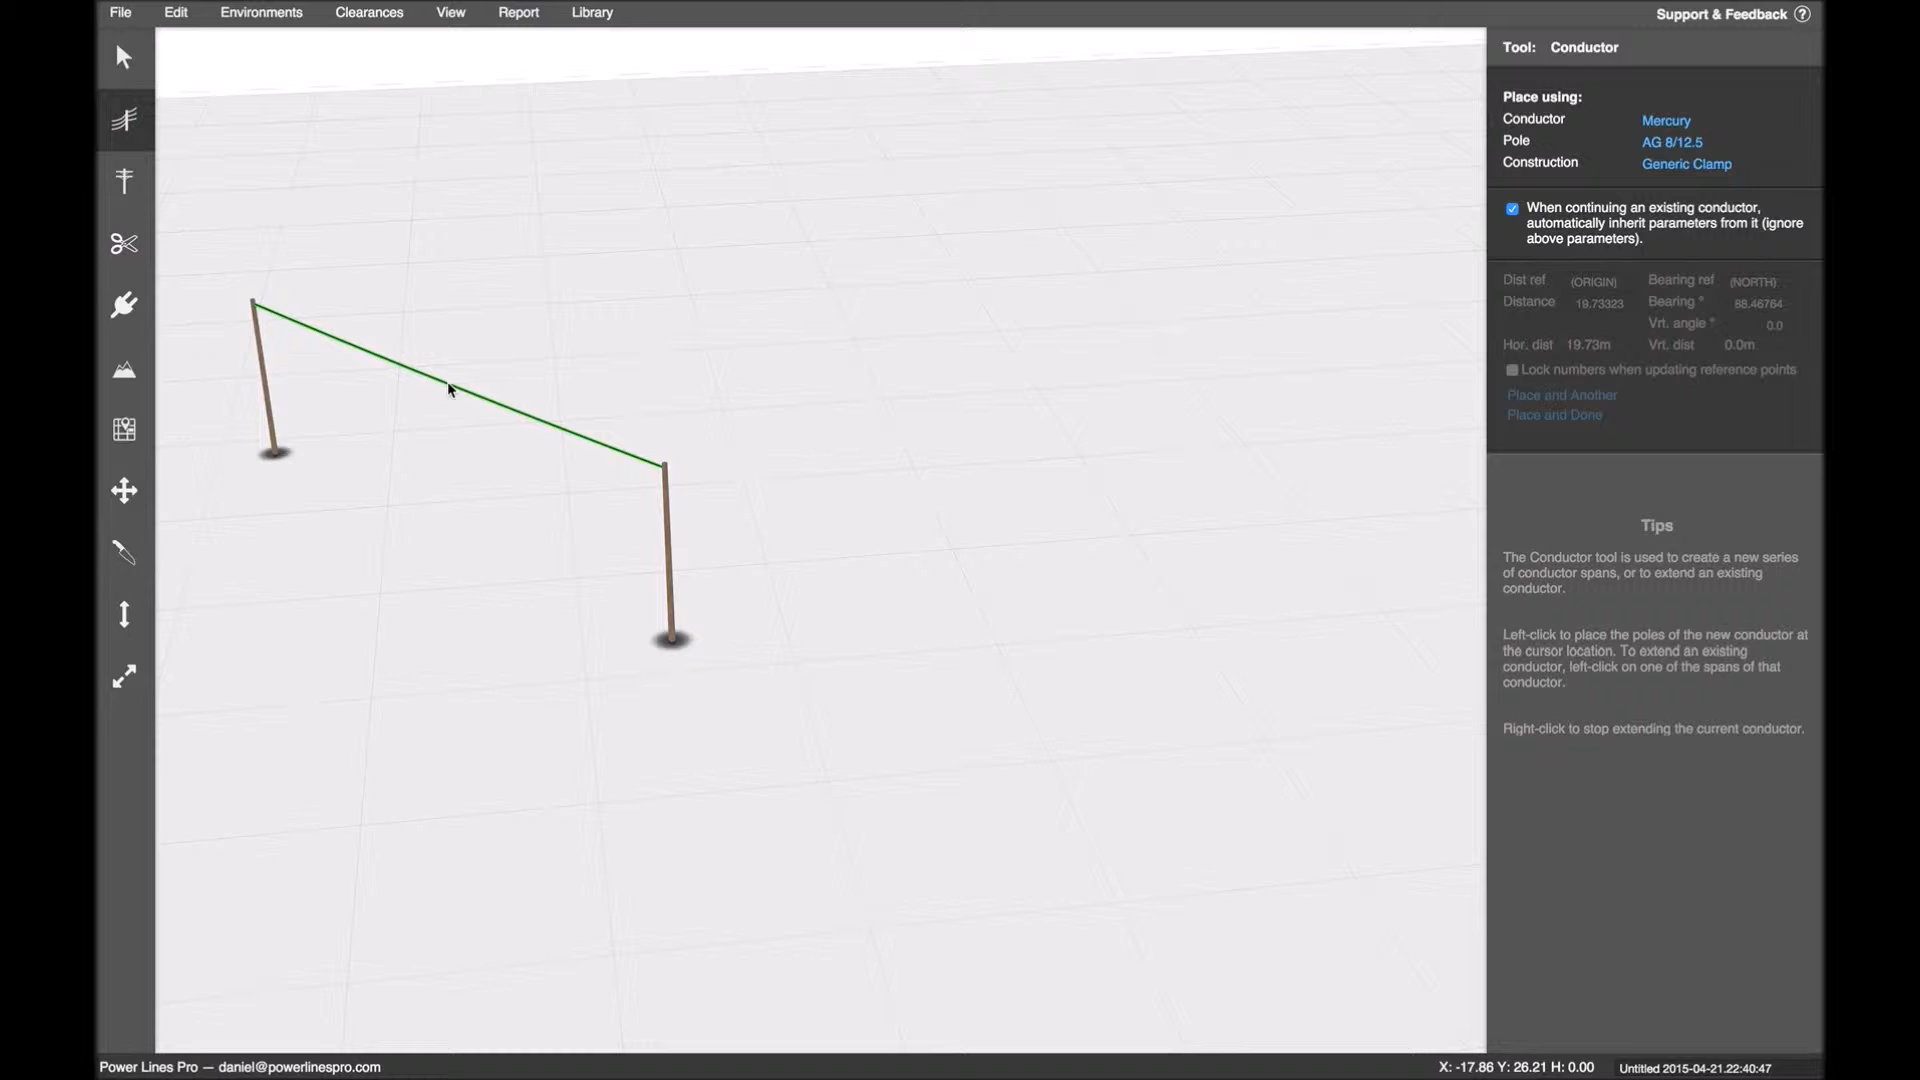 File Edit Environments Clearances View Report Library
Support & Feedback ?
Tool: Conductor
Place using:
Conductor Mercury
Pole AG 8/12.5
Construction Generic Clamp
When continuing an existing conductor,
automatically inherit parameters from it (ignore
above parameters).
Dist ref (ORIGIN) Bearing ref (NORTH)
Distance 19.73323 Bearing ° 88.46764
Vrt. angle ° 0.0
Hor. dist 19.73m Vrt. dist 0.0m
Lock numbers when updating reference points
Place and Another
Place and Done
Tips
The Conductor tool is used to create a new series
of conductor spans, or to extend an existing
conductor.
Left-click to place the poles of the new conductor at
the cursor location. To extend an existing
conductor, left-click on one of the spans of that
conductor.
Right-click to stop extending the current conductor.
Power Lines Pro — daniel@powerlinespro.com
X: -17.86 Y: 26.21 H: 0.00
Untitled 2015-04-21.22:40:47